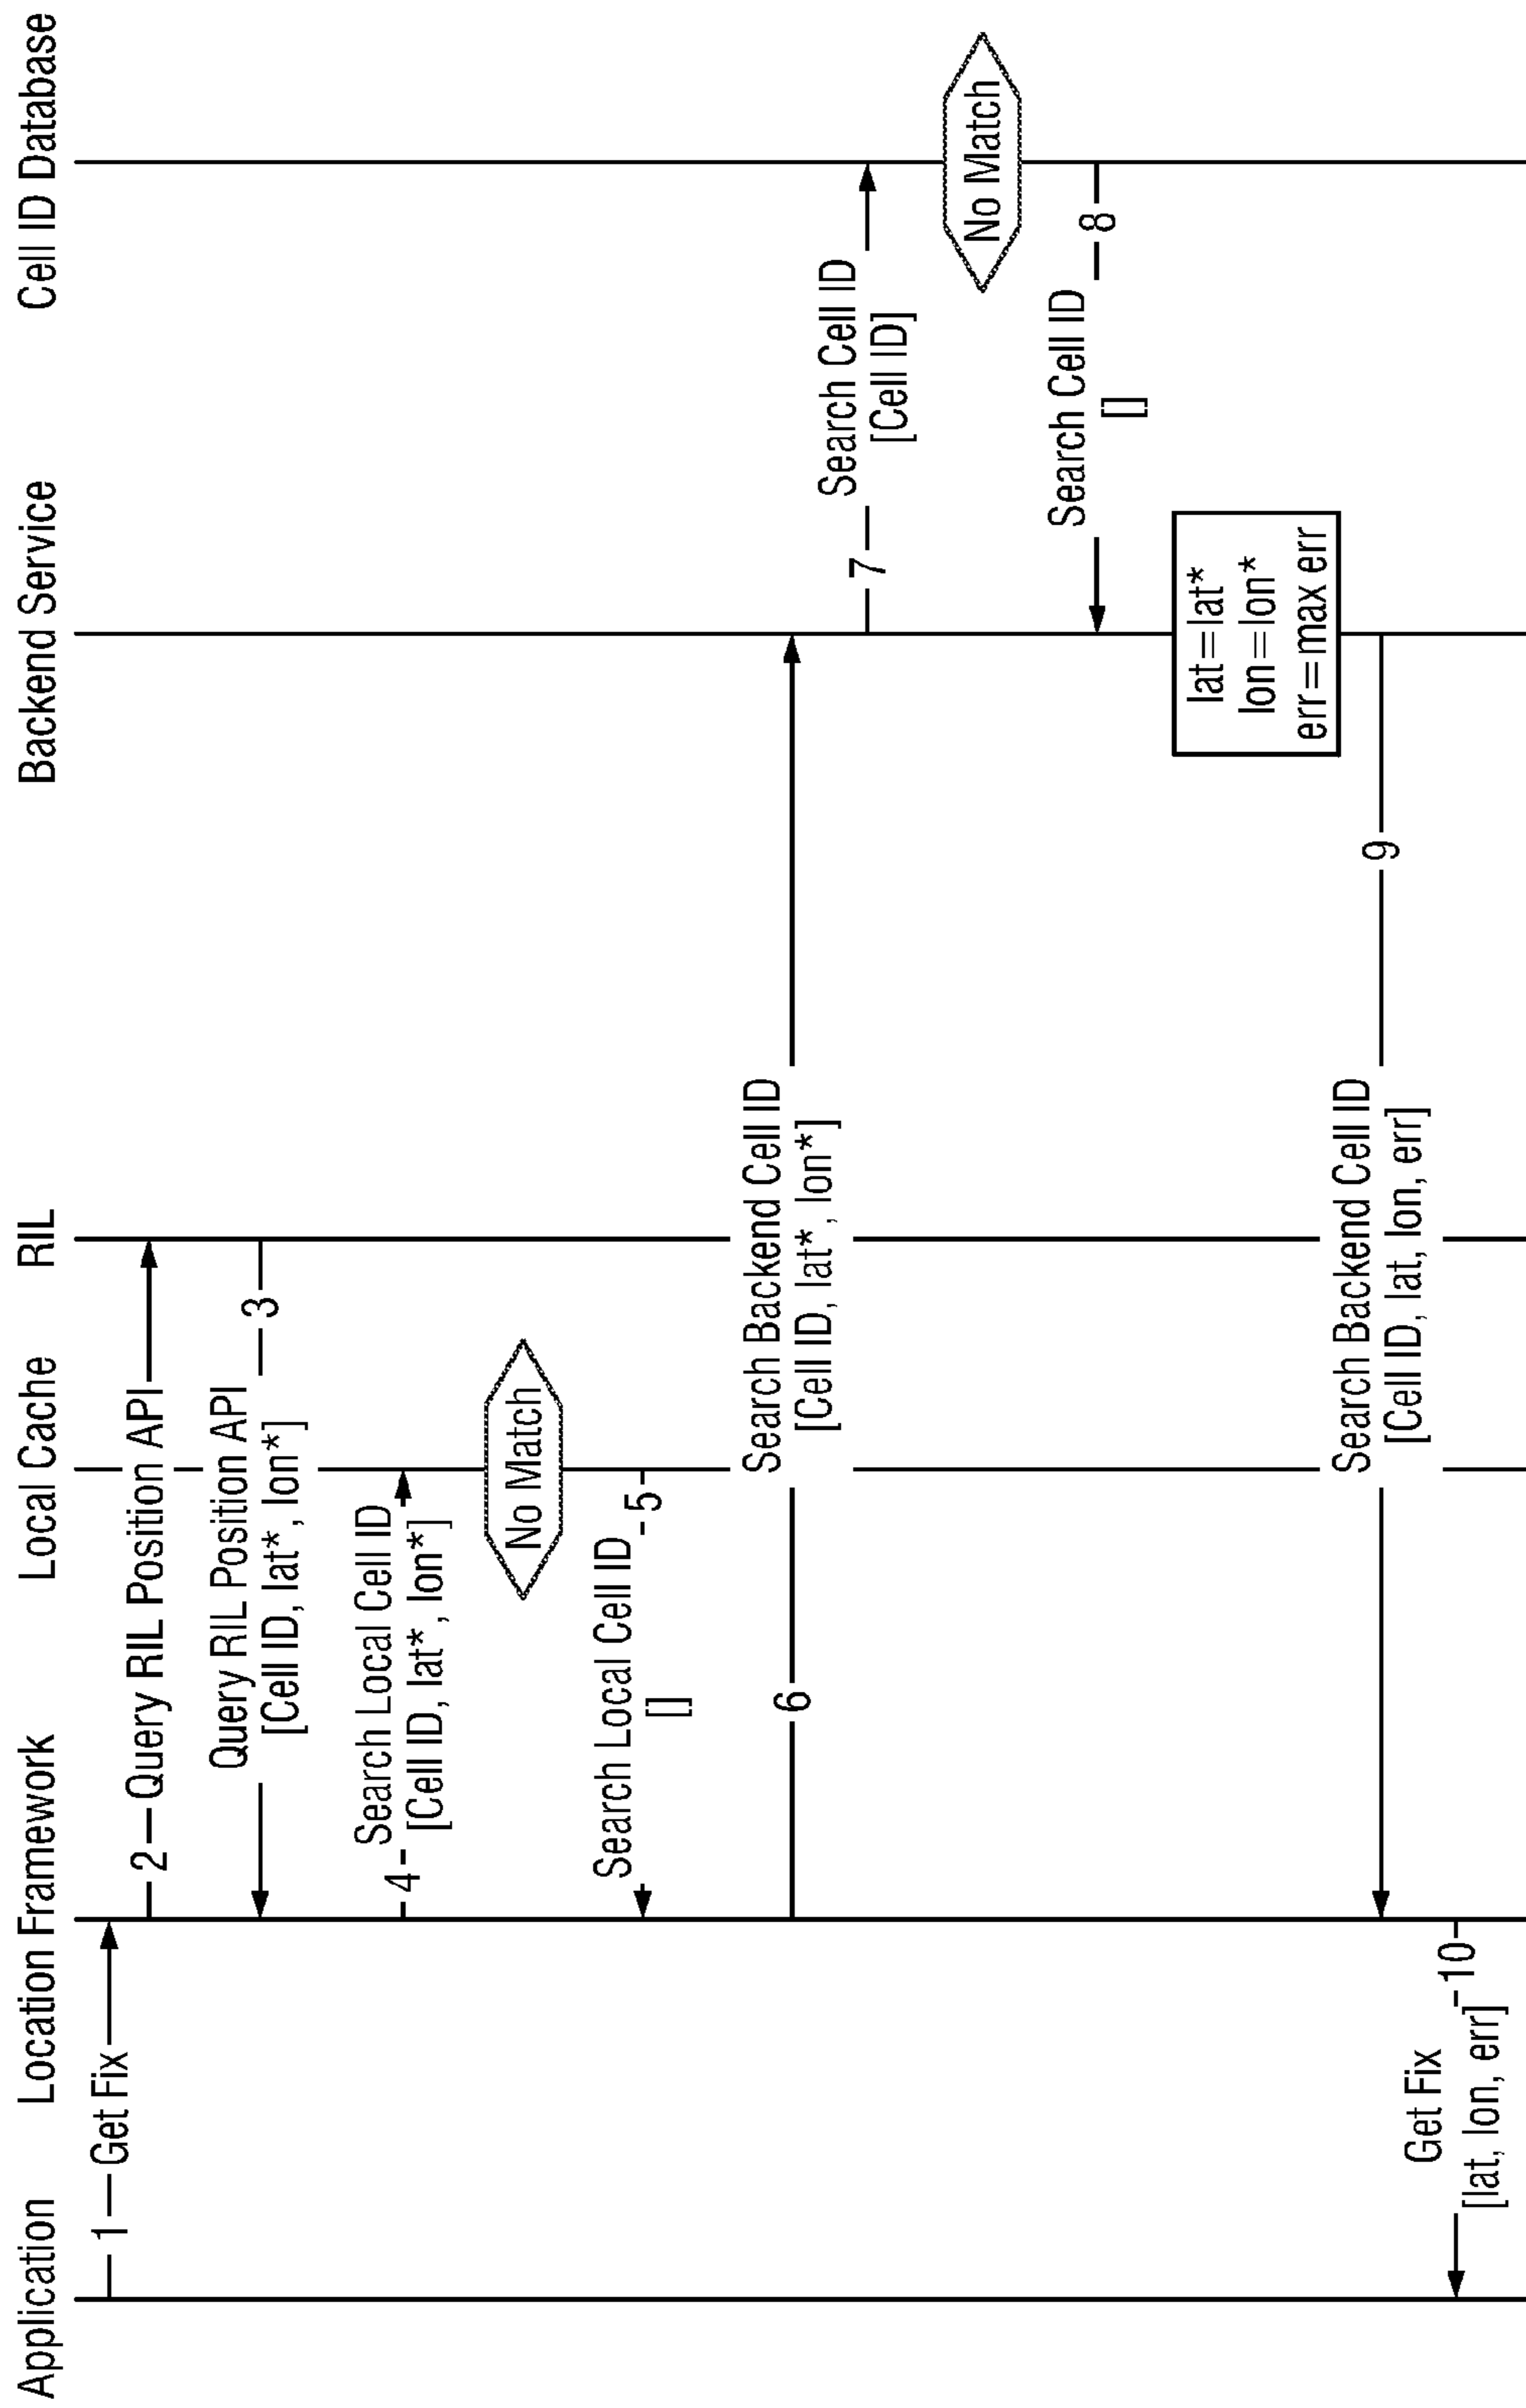 Application
Location Framework
Local Cache
RIL
Backend Service
Cell ID Database
1
Get Fix
2
Query RIL Position API
Query RIL Position API
[Cell ID, lat*, lon*]
3
4
Search Local Cell ID
[Cell ID, lat*, lon*]
No Match
Search Local Cell ID
[]
5
6
Search Backend Cell ID
[Cell ID, lat*, lon*]
7
Search Cell ID
[Cell ID]
No Match
Search Cell ID
[]
8
lat=lat*
lon=lon*
err=max err
Search Backend Cell ID
[Cell ID, lat, lon, err]
9
Get Fix
[lat, lon, err]
10